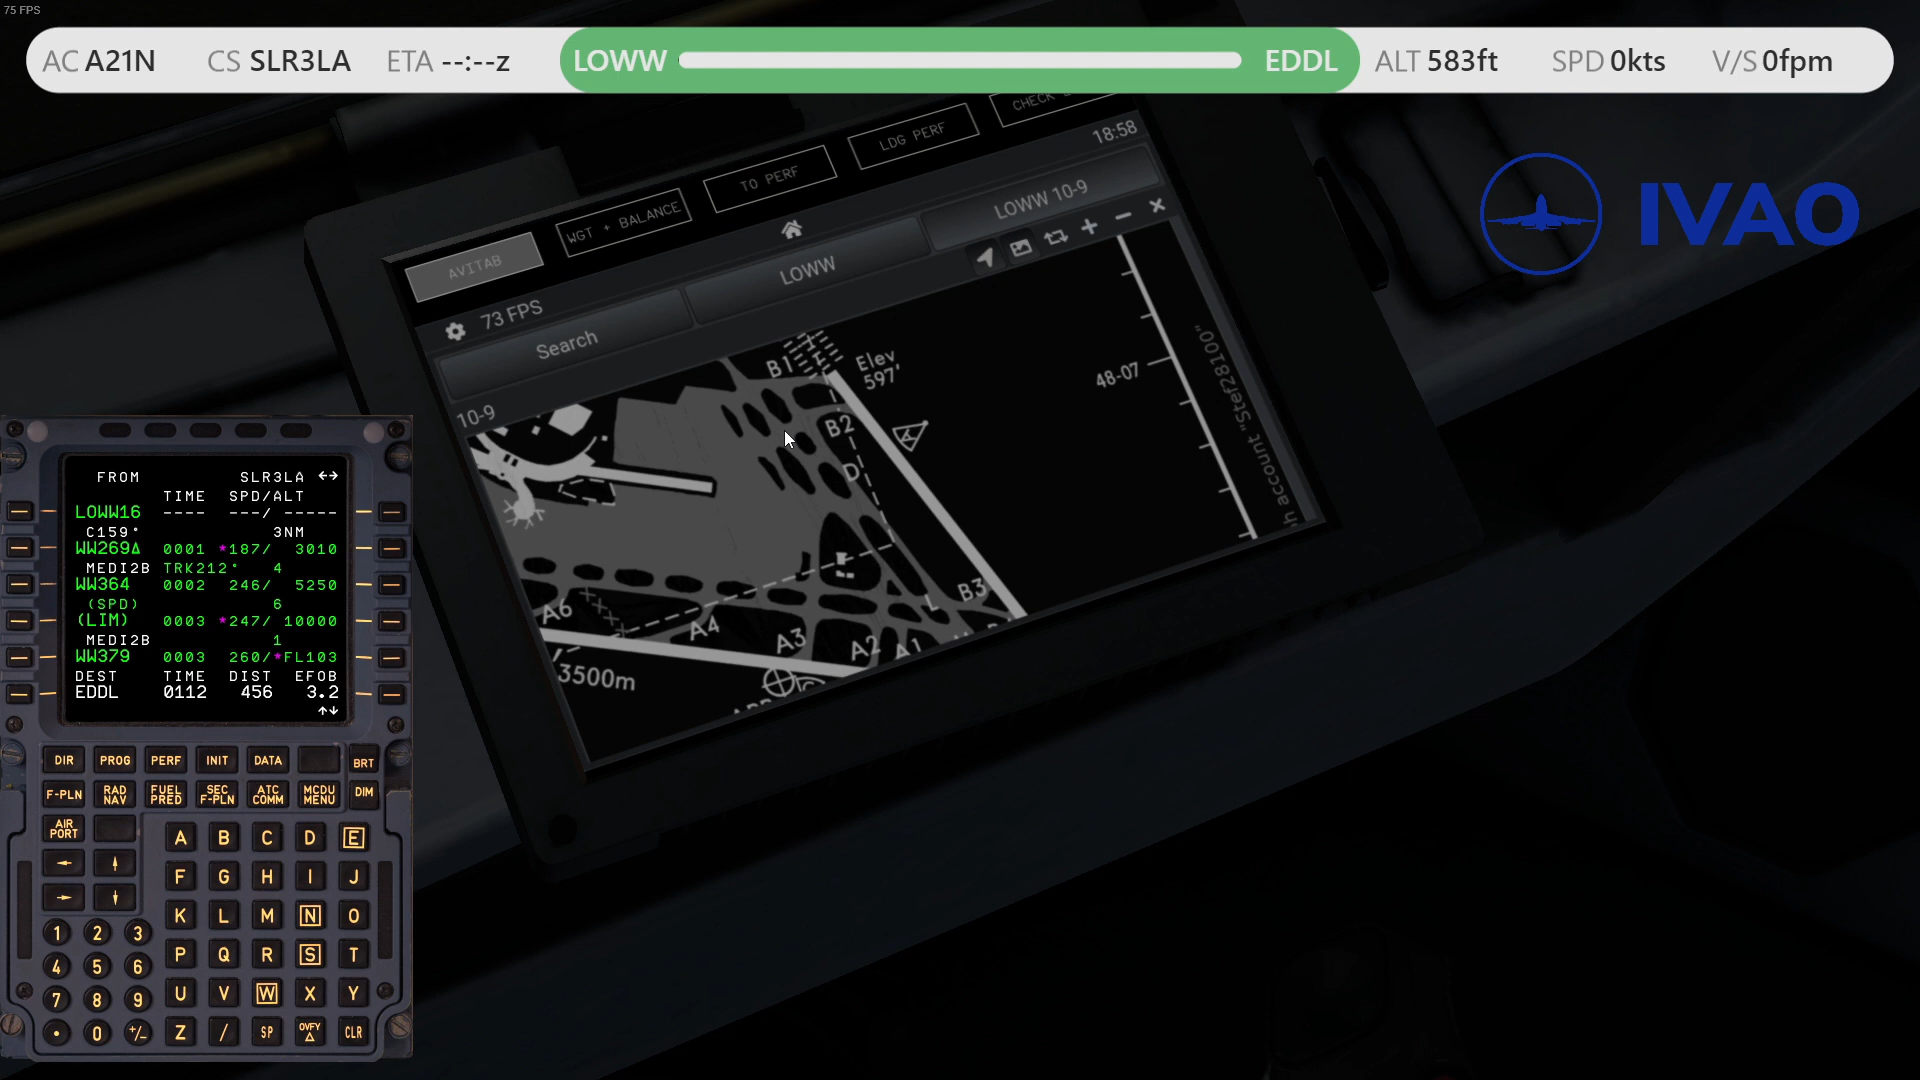 75 FPS
AC A21N CS SLR3LA ETA --:--z LOWW EDDL ALT 583ft SPD 0kts V/S 0fpm
IVAO
AVITAB WGT + BALANCE TO PERF LDG PERF CHECK
73 FPS 18:58
Search LOWW LOWW 10-9
10-9
B1 Elev
597'
B2
D
48-07
h account "Stef28100"
A6 A4 A3 A2 A1 L B3
3500m
FROM SLR3LA ↔
TIME SPD/ALT
LOWW16 ---- ---/ -----
C159° 3NM
WW269Δ 0001 *187/ 3010
MEDI2B TRK212° 4
WW364 0002 246/ 5250
(SPD) 6
(LIM) 0003 *247/ 10000
MEDI2B 1
WW379 0003 260/*FL103
DEST TIME DIST EFOB
EDDL 0112 456 3.2
↑↓
DIR PROG PERF INIT DATA BRT
F-PLN RAD NAV FUEL PRED SEC F-PLN ATC COMM MCDU MENU DIM
AIR PORT
A B C D E
← ↑ F G H I J
→ ↓ K L M N O
1 2 3 P Q R S T
4 5 6 U V W X Y
7 8 9 Z / SP OVFY Δ CLR
. 0 +/-